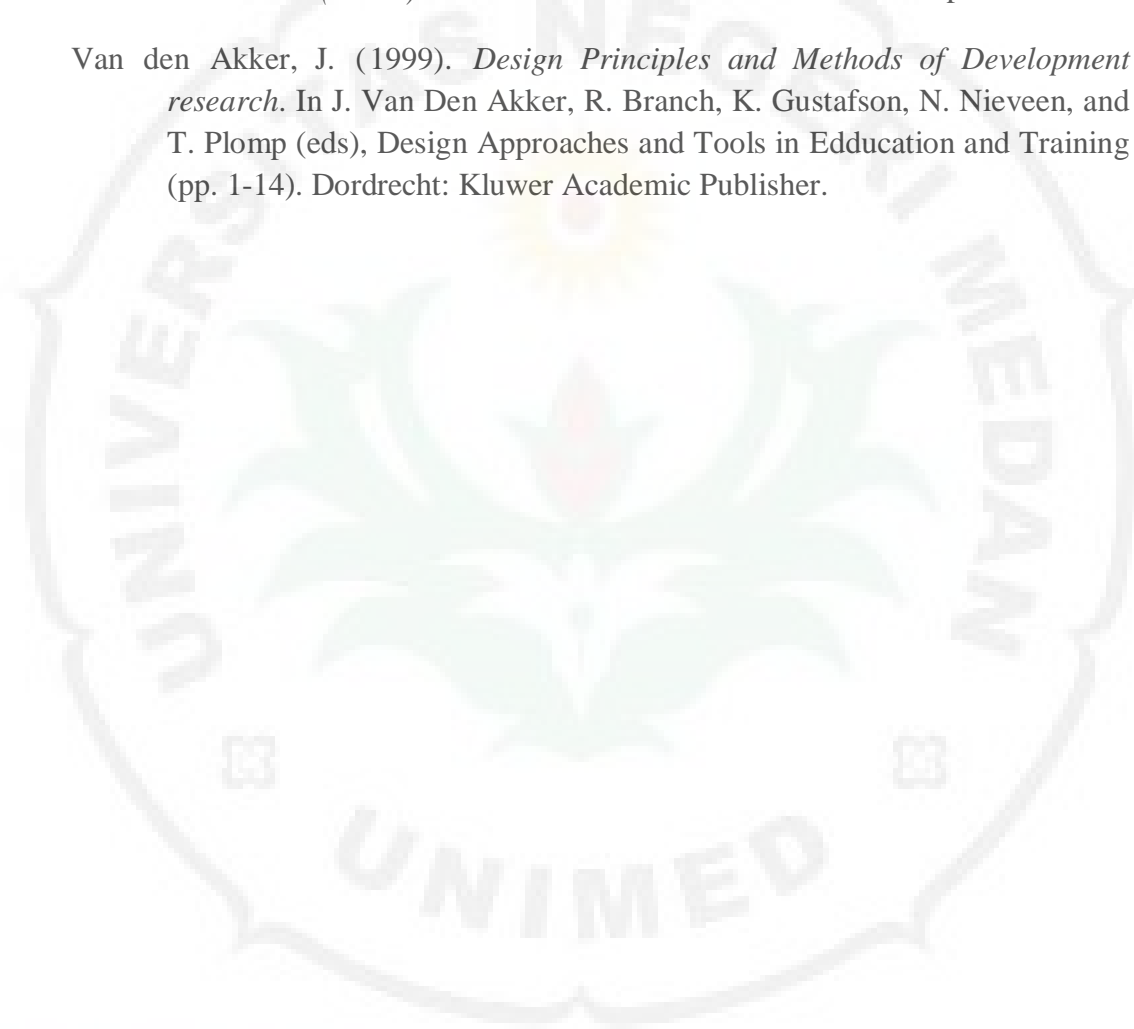 Van den Akker, J. (1999). Design Principles and Methods of Development
research. In J. Van Den Akker, R. Branch, K. Gustafson, N. Nieveen, and
T. Plomp (eds), Design Approaches and Tools in Edducation and Training
(pp. 1-14). Dordrecht: Kluwer Academic Publisher.
UNIVERSITAS NEGERI MEDAN
UNIMED